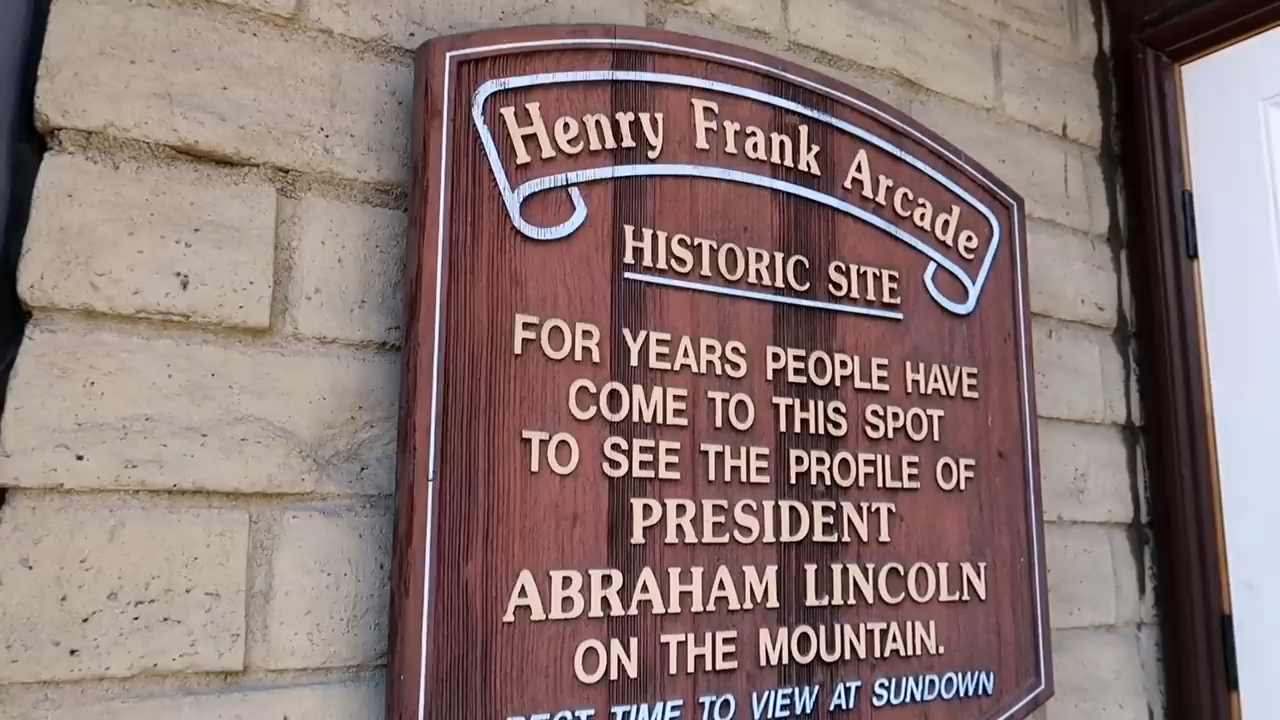 Henry Frank Arcade
HISTORIC SITE
FOR YEARS PEOPLE HAVE
COME TO THIS SPOT
TO SEE THE PROFILE OF
PRESIDENT
ABRAHAM LINCOLN
ON THE MOUNTAIN.
BEST TIME TO VIEW AT SUNDOWN